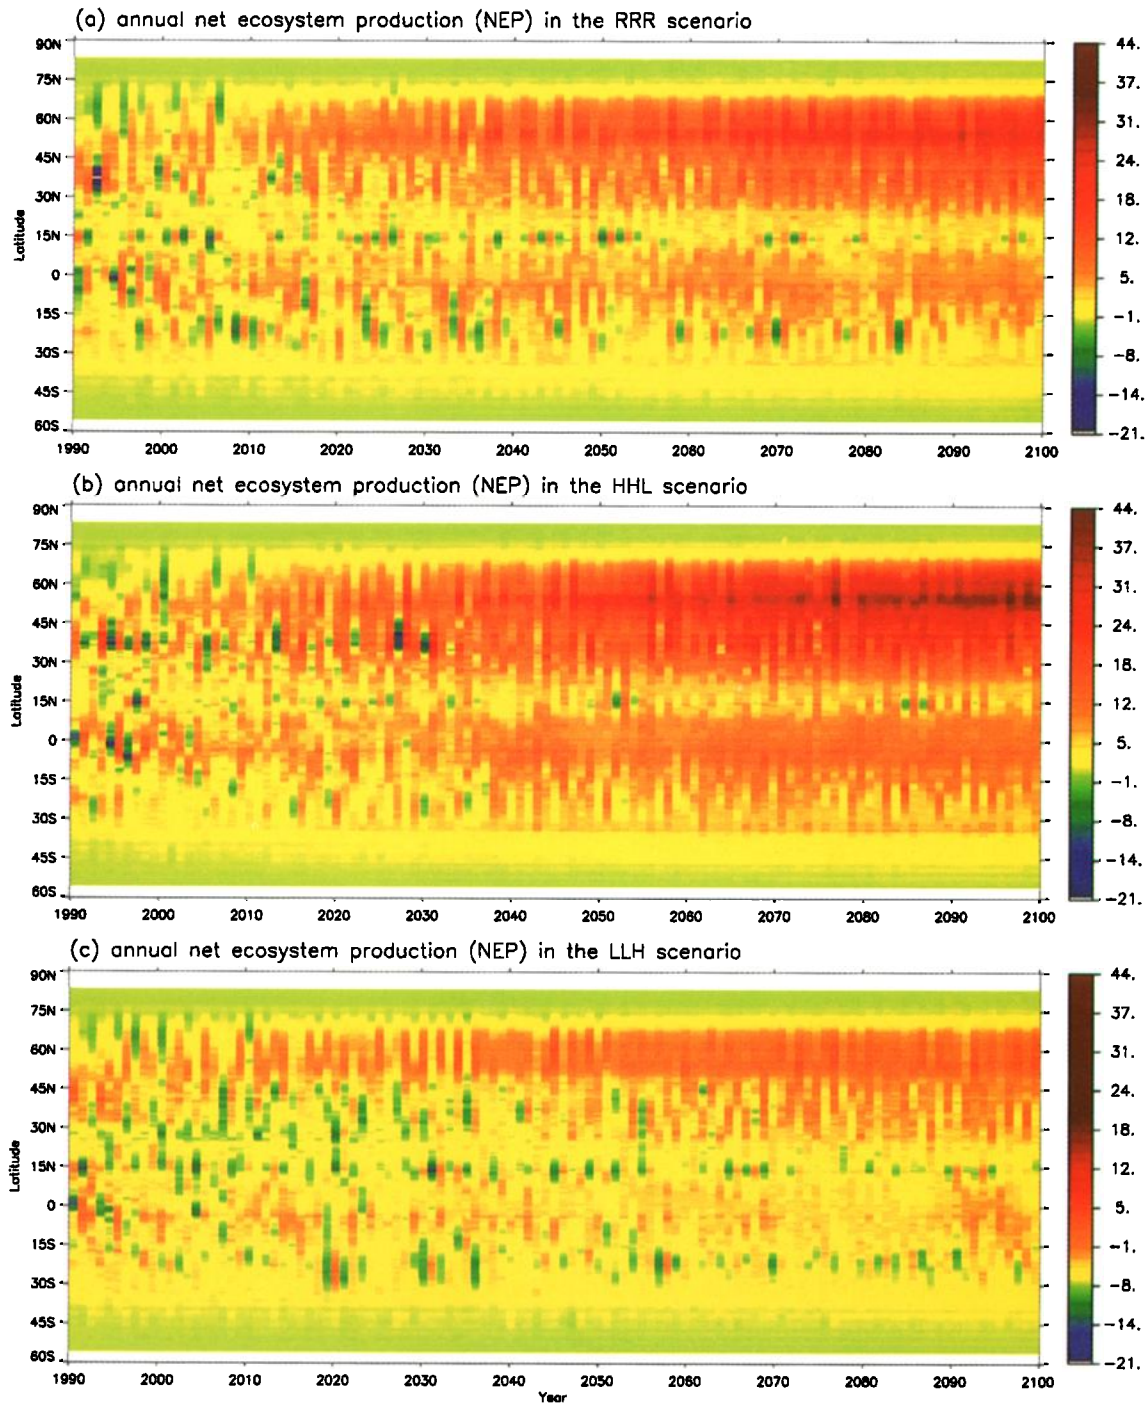 (a) annual net ecosystem production (NEP) in the RRR scenario
90N
75N
60N
45N
30N
15N
0
15S
30S
45S
60S
Latitude
1990 2000 2010 2020 2030 2040 2050 2060 2070 2080 2090 2100
44.
37.
31.
24.
18.
12.
5.
-1.
-8.
-14.
-21.
(b) annual net ecosystem production (NEP) in the HHL scenario
90N
75N
60N
45N
30N
15N
0
15S
30S
45S
60S
Latitude
1990 2000 2010 2020 2030 2040 2050 2060 2070 2080 2090 2100
44.
37.
31.
24.
18.
12.
5.
-1.
-8.
-14.
-21.
(c) annual net ecosystem production (NEP) in the LLH scenario
90N
75N
60N
45N
30N
15N
0
15S
30S
45S
60S
Latitude
1990 2000 2010 2020 2030 2040 2050 2060 2070 2080 2090 2100
Year
44.
37.
31.
24.
18.
12.
5.
-1.
-8.
-14.
-21.